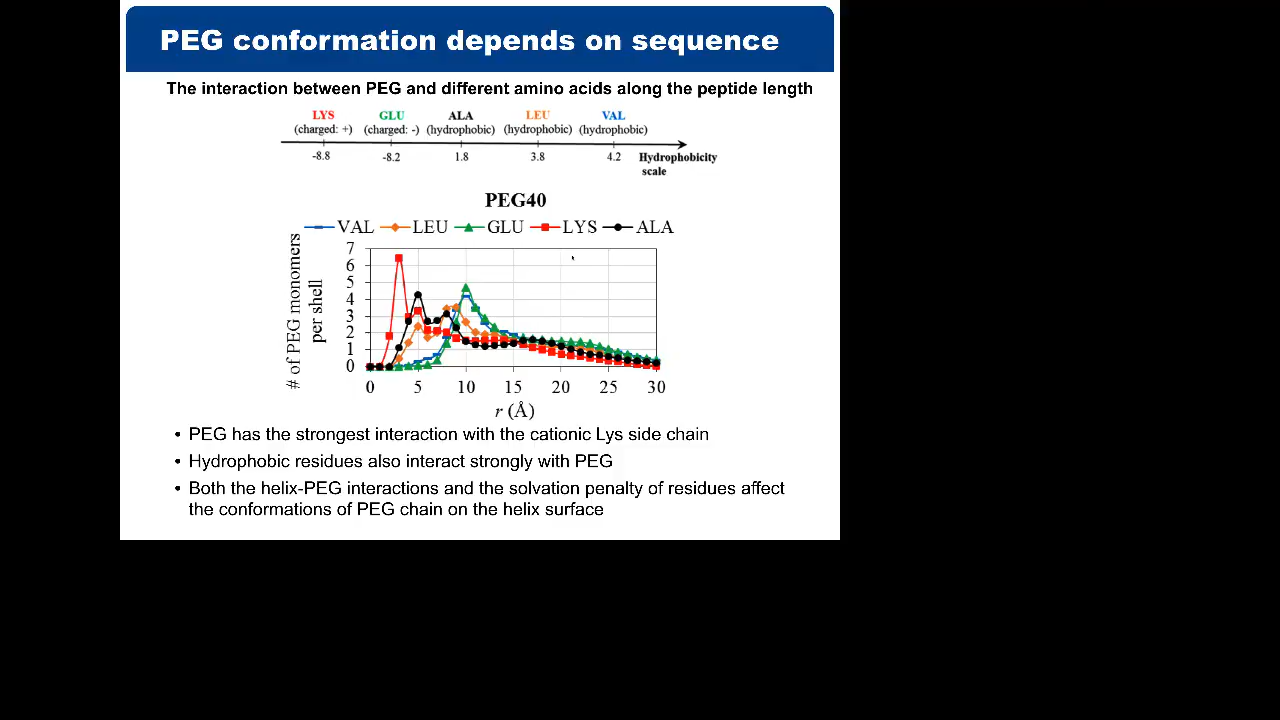 PEG conformation depends on sequence
The interaction between PEG and different amino acids along the peptide length
LYS GLU ALA LEU VAL
(charged: +) (charged: -) (hydrophobic) (hydrophobic) (hydrophobic)
-8.8 -8.2 1.8 3.8 4.2 Hydrophobicity
scale
PEG40
VAL LEU GLU LYS ALA
# of PEG monomers
per shell
7
6
5
4
3
2
1
0
0 5 10 15 20 25 30
r (Å)
• PEG has the strongest interaction with the cationic Lys side chain
• Hydrophobic residues also interact strongly with PEG
• Both the helix-PEG interactions and the solvation penalty of residues affect
the conformations of PEG chain on the helix surface